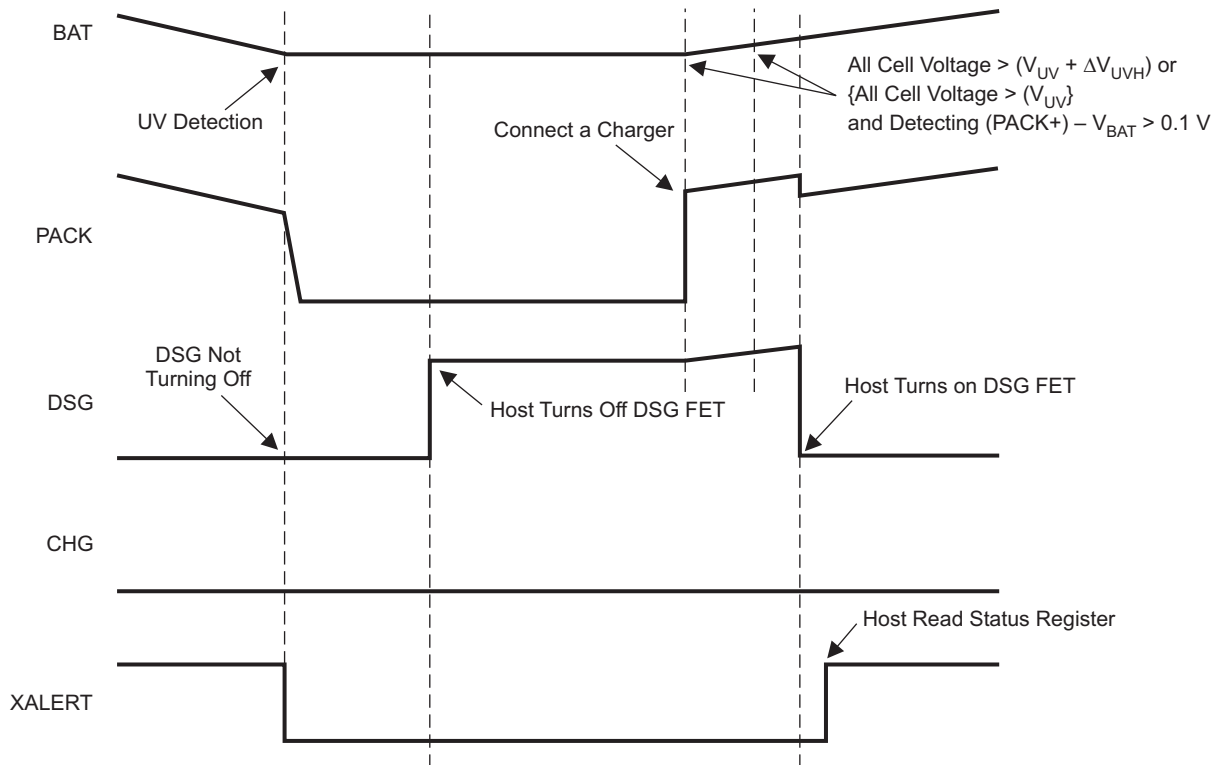 BAT
UV Detection
All Cell Voltage > (V_UV + ΔV_UVH) or
{All Cell Voltage > (V_UV}
and Detecting (PACK+) – V_BAT > 0.1 V
Connect a Charger
PACK
DSG Not
Turning Off
DSG
Host Turns Off DSG FET
Host Turns on DSG FET
CHG
Host Read Status Register
XALERT